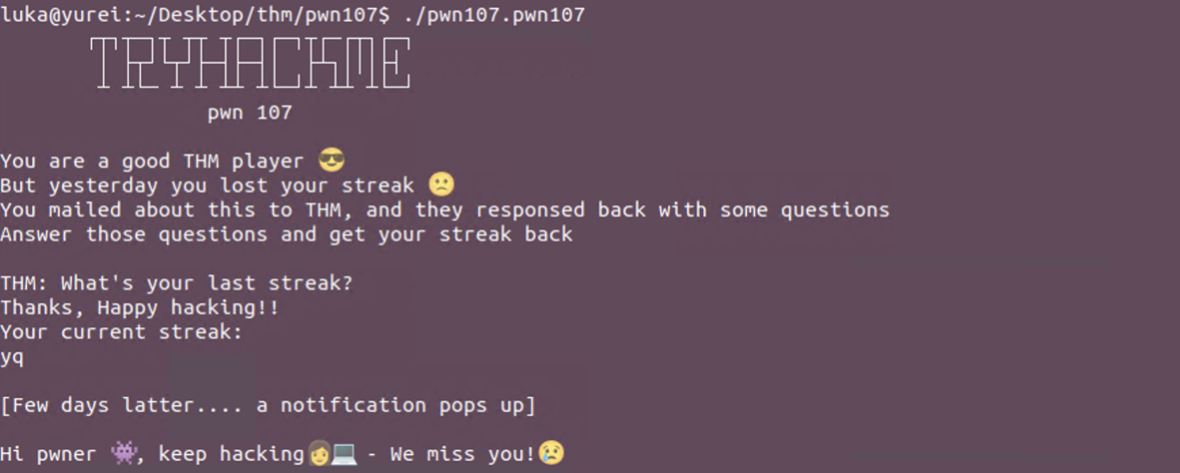 luka@yurei:~/Desktop/thm/pwn107$ ./pwn107.pwn107
TRYHACKME
pwn 107
You are a good THM player 😎
But yesterday you lost your streak 🙁
You mailed about this to THM, and they responsed back with some questions
Answer those questions and get your streak back
THM: What's your last streak?
Thanks, Happy hacking!!
Your current streak:
yq
[Few days latter.... a notification pops up]
Hi pwner 👾, keep hacking👩💻 - We miss you!😢